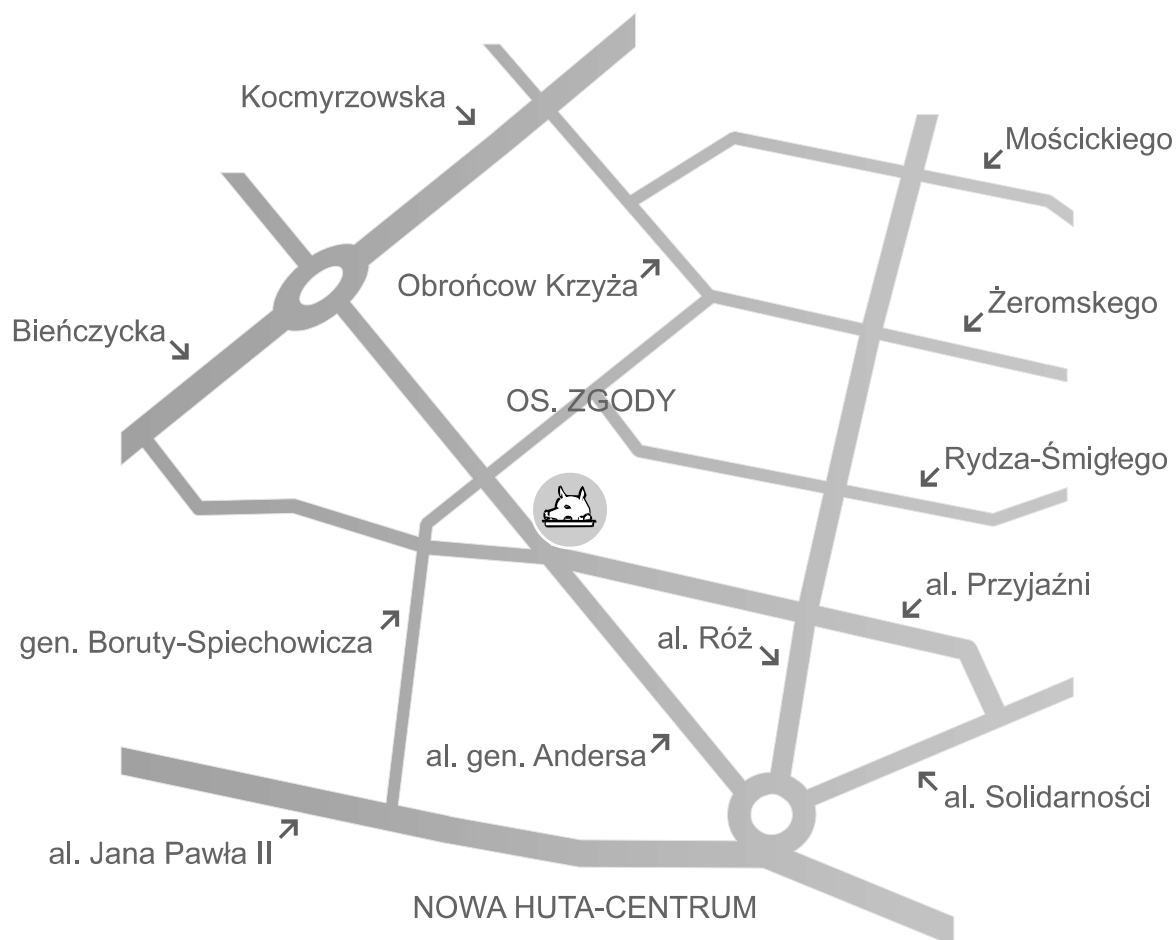 Kocmyrzowska
Mościckiego
Obrońcow Krzyża
Żeromskego
Bieńczycka
OS. ZGODY
Rydza-Śmigłego
al. Przyjaźni
gen. Boruty-Spiechowicza
al. Róż
al. gen. Andersa
al. Solidarności
al. Jana Pawła II
NOWA HUTA-CENTRUM